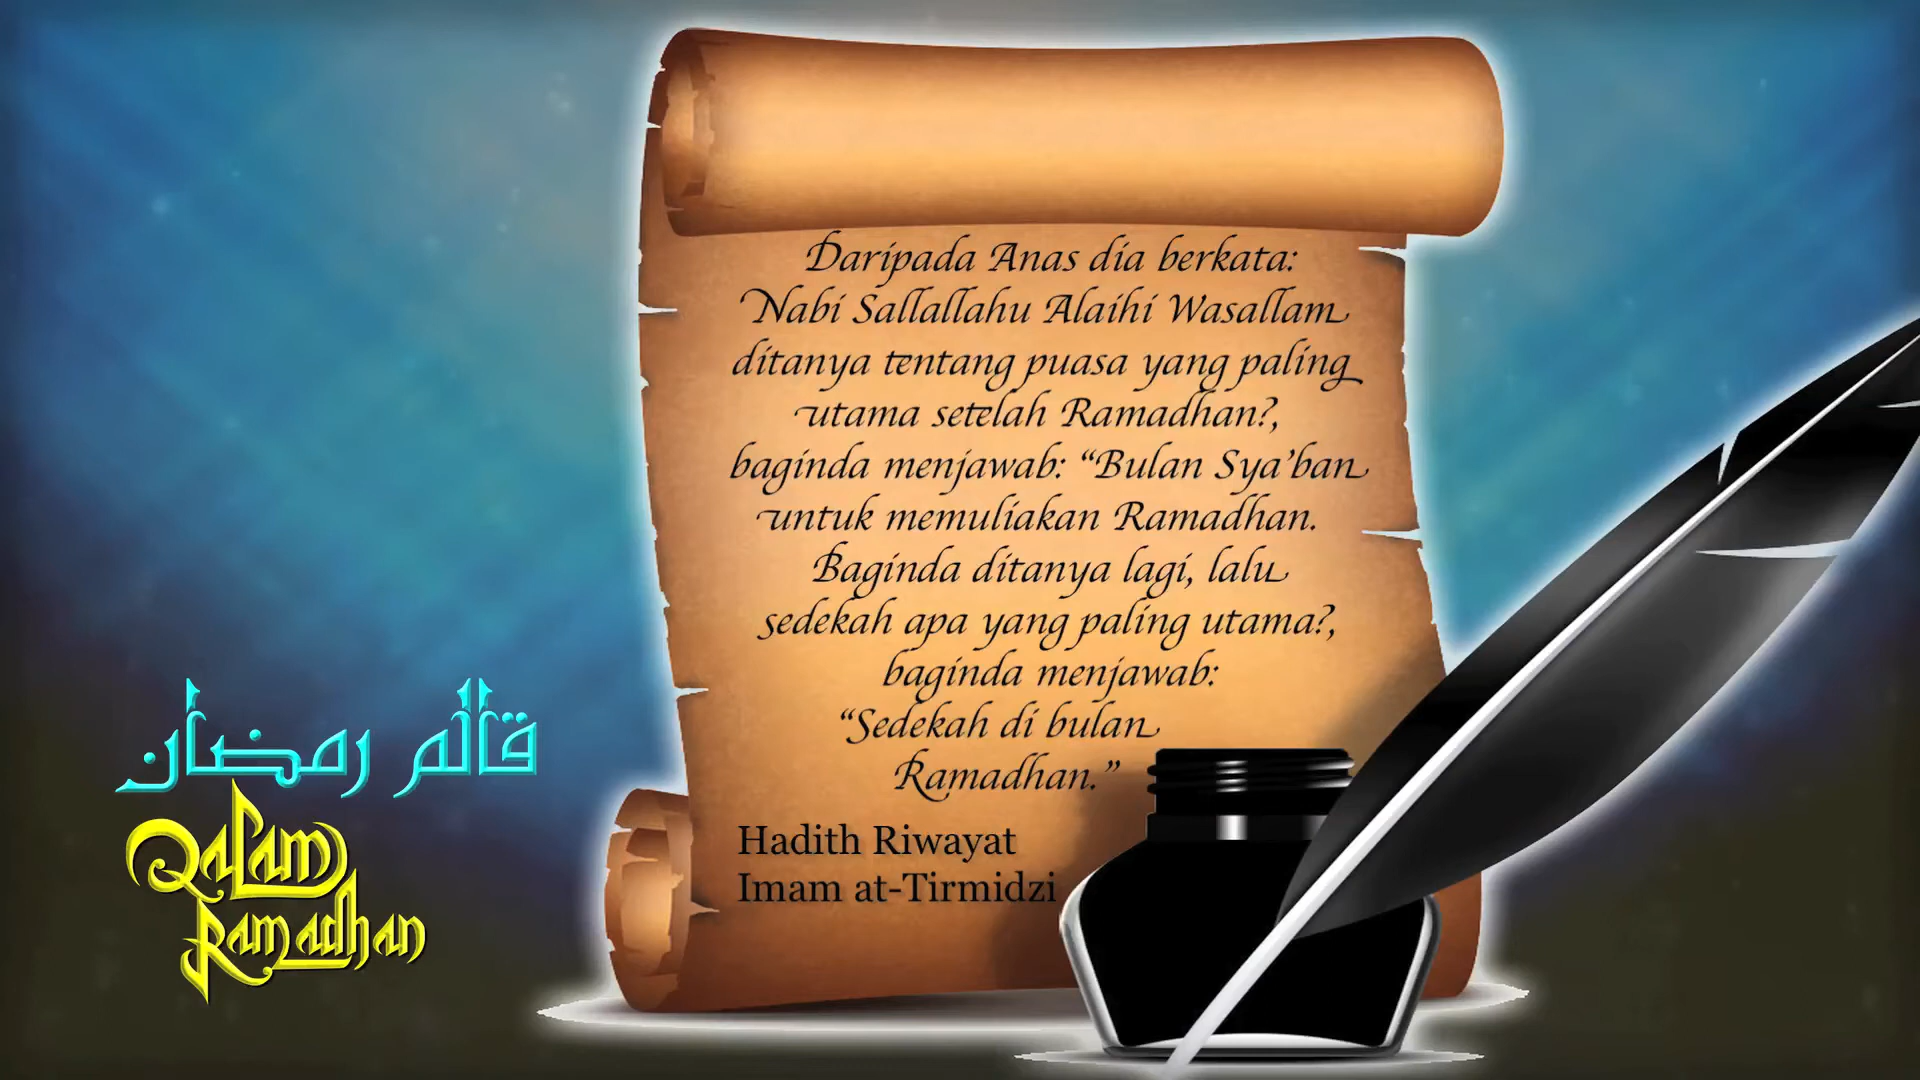 Daripada Anas dia berkata:
Nabi Sallallahu Alaihi Wasallam
ditanya tentang puasa yang paling
utama setelah Ramadhan?,
baginda menjawab: “Bulan Sya’ban
untuk memuliakan Ramadhan.
Baginda ditanya lagi, lalu
sedekah apa yang paling utama?,
baginda menjawab:
“Sedekah di bulan
Ramadhan.”
Hadith Riwayat
Imam at-Tirmidzi
قالم رمضان
Qalam
Ramadhan